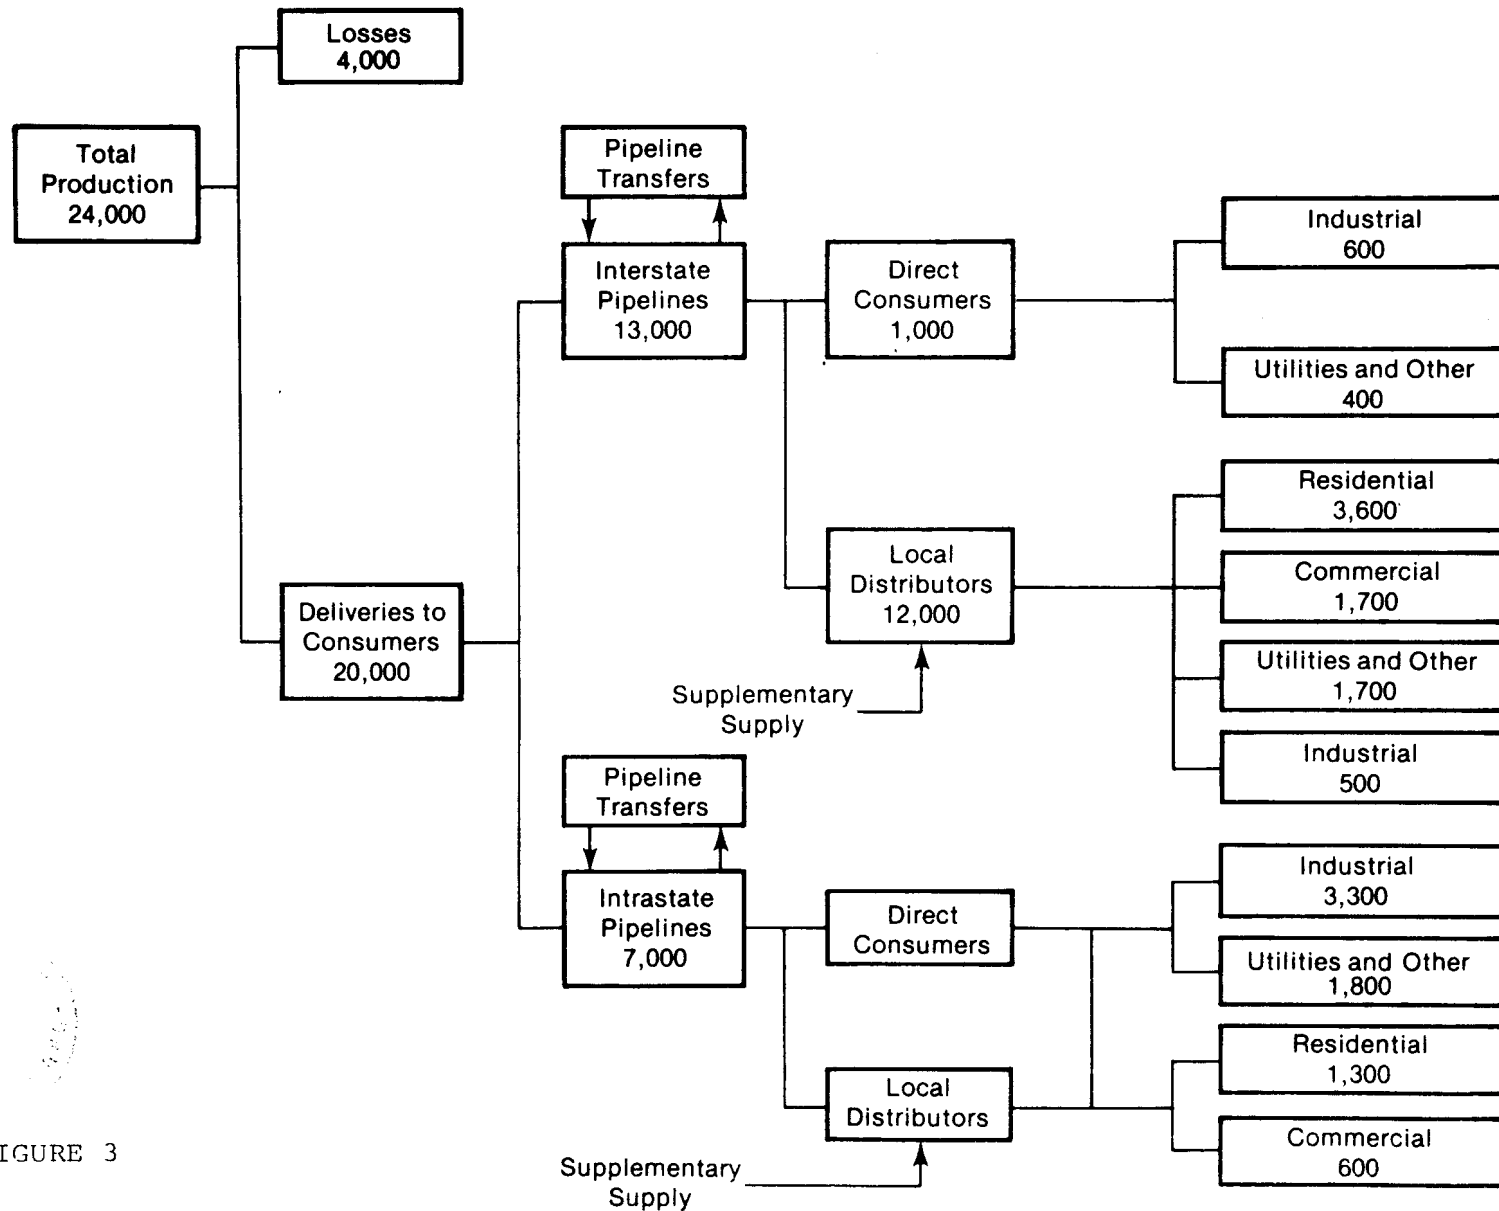 Losses
4,000
Total
Production
24,000
Pipeline
Transfers
Interstate
Pipelines
13,000
Direct
Consumers
1,000
Industrial
600
Utilities and Other
400
Residential
3,600
Commercial
1,700
Utilities and Other
1,700
Industrial
500
Local
Distributors
12,000
Supplementary
Supply
Deliveries to
Consumers
20,000
Pipeline
Transfers
Intrastate
Pipelines
7,000
Direct
Consumers
Local
Distributors
Supplementary
Supply
Industrial
3,300
Utilities and Other
1,800
Residential
1,300
Commercial
600
IGURE 3